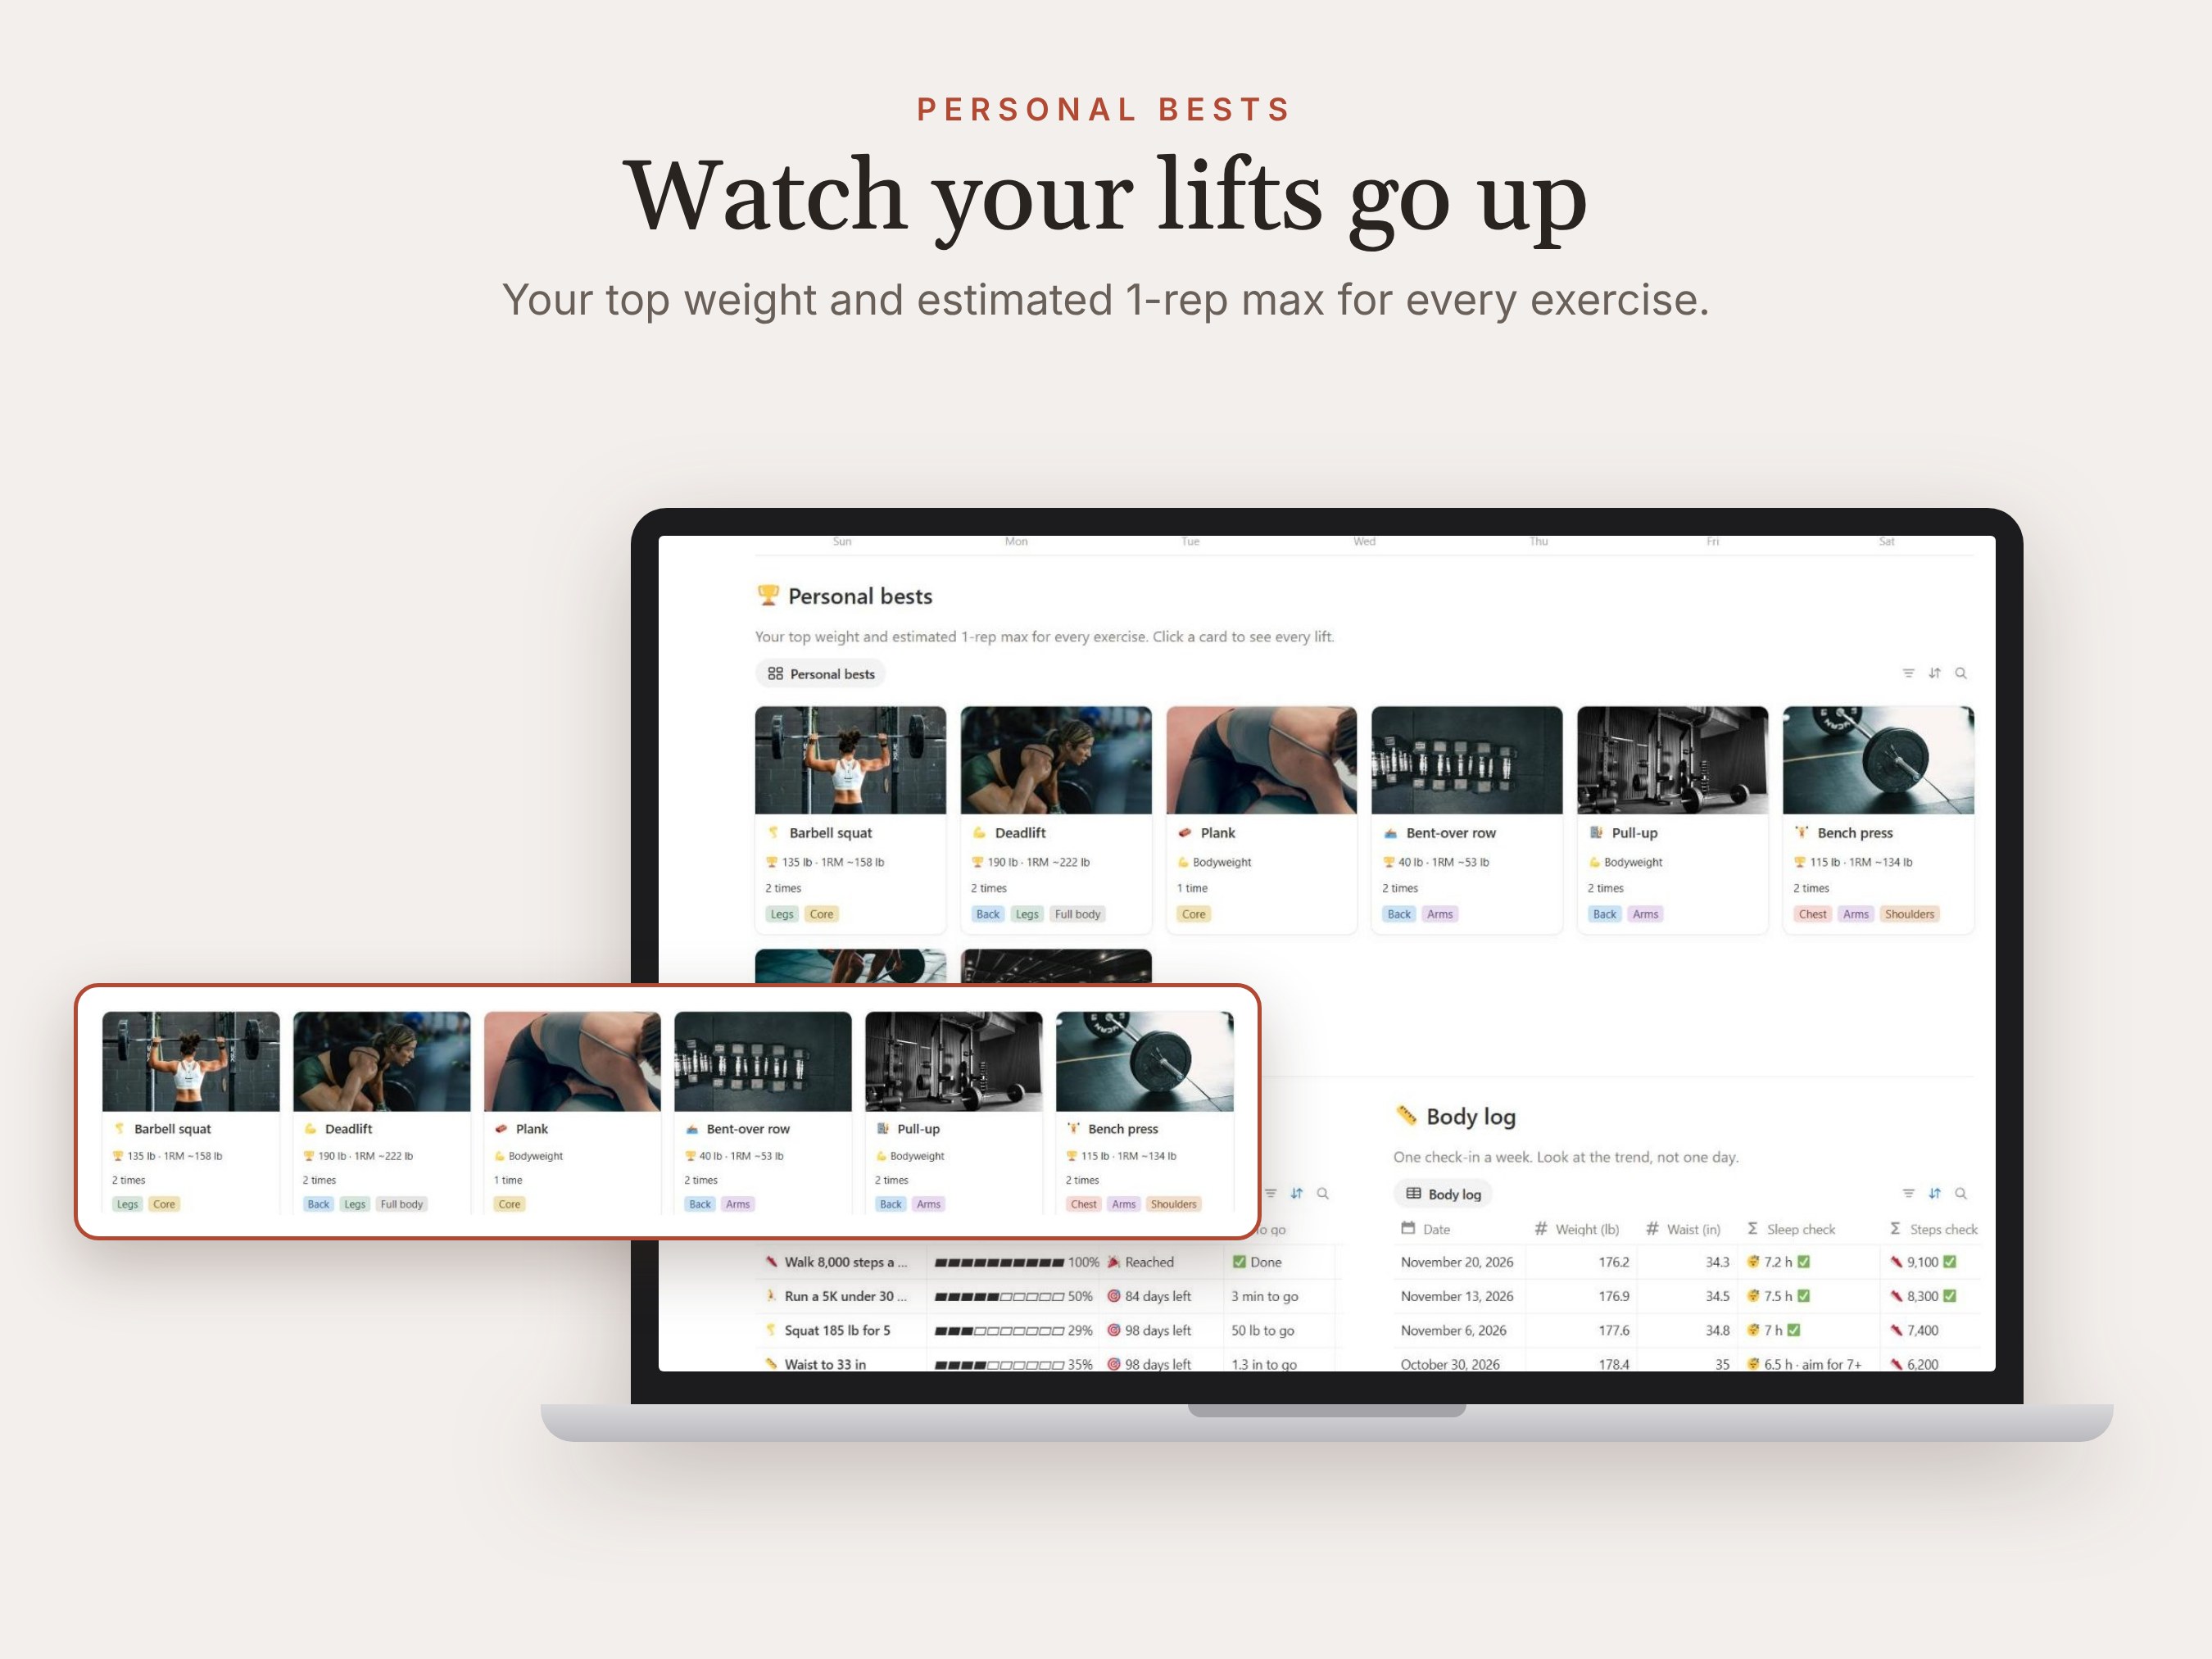 PERSONAL BESTS
Watch your lifts go up
Your top weight and estimated 1-rep max for every exercise.
Sun Mon Tue Wed Thu Fri Sat
🏆 Personal bests
Your top weight and estimated 1-rep max for every exercise. Click a card to see every lift.
Personal bests
Barbell squat Deadlift Plank Bent-over row Pull-up Bench press
135 lb · 1RM ~158 lb 190 lb · 1RM ~222 lb Bodyweight 40 lb · 1RM ~53 lb Bodyweight 115 lb · 1RM ~134 lb
2 times 2 times 1 time 2 times 2 times 2 times
Legs Core Back Legs Full body Core Back Arms Back Arms Chest Arms Shoulders
Barbell squat Deadlift Plank Bent-over row Pull-up Bench press
135 lb · 1RM ~158 lb 190 lb · 1RM ~222 lb Bodyweight 40 lb · 1RM ~53 lb Bodyweight 115 lb · 1RM ~134 lb
2 times 2 times 1 time 2 times 2 times 2 times
Legs Core Back Legs Full body Core Back Arms Back Arms Chest Arms Shoulders
to go
Walk 8,000 steps a ... 100% Reached ✅ Done
Run a 5K under 30 ... 50% 84 days left 3 min to go
Squat 185 lb for 5 29% 98 days left 50 lb to go
Waist to 33 in 35% 98 days left 1.3 in to go
Body log
One check-in a week. Look at the trend, not one day.
Body log
Date # Weight (lb) # Waist (in) Σ Sleep check Σ Steps check
November 20, 2026 176.2 34.3 7.2 h ✅ 9,100 ✅
November 13, 2026 176.9 34.5 7.5 h ✅ 8,300 ✅
November 6, 2026 177.6 34.8 7 h ✅ 7,400
October 30, 2026 178.4 35 6.5 h · aim for 7+ 6,200